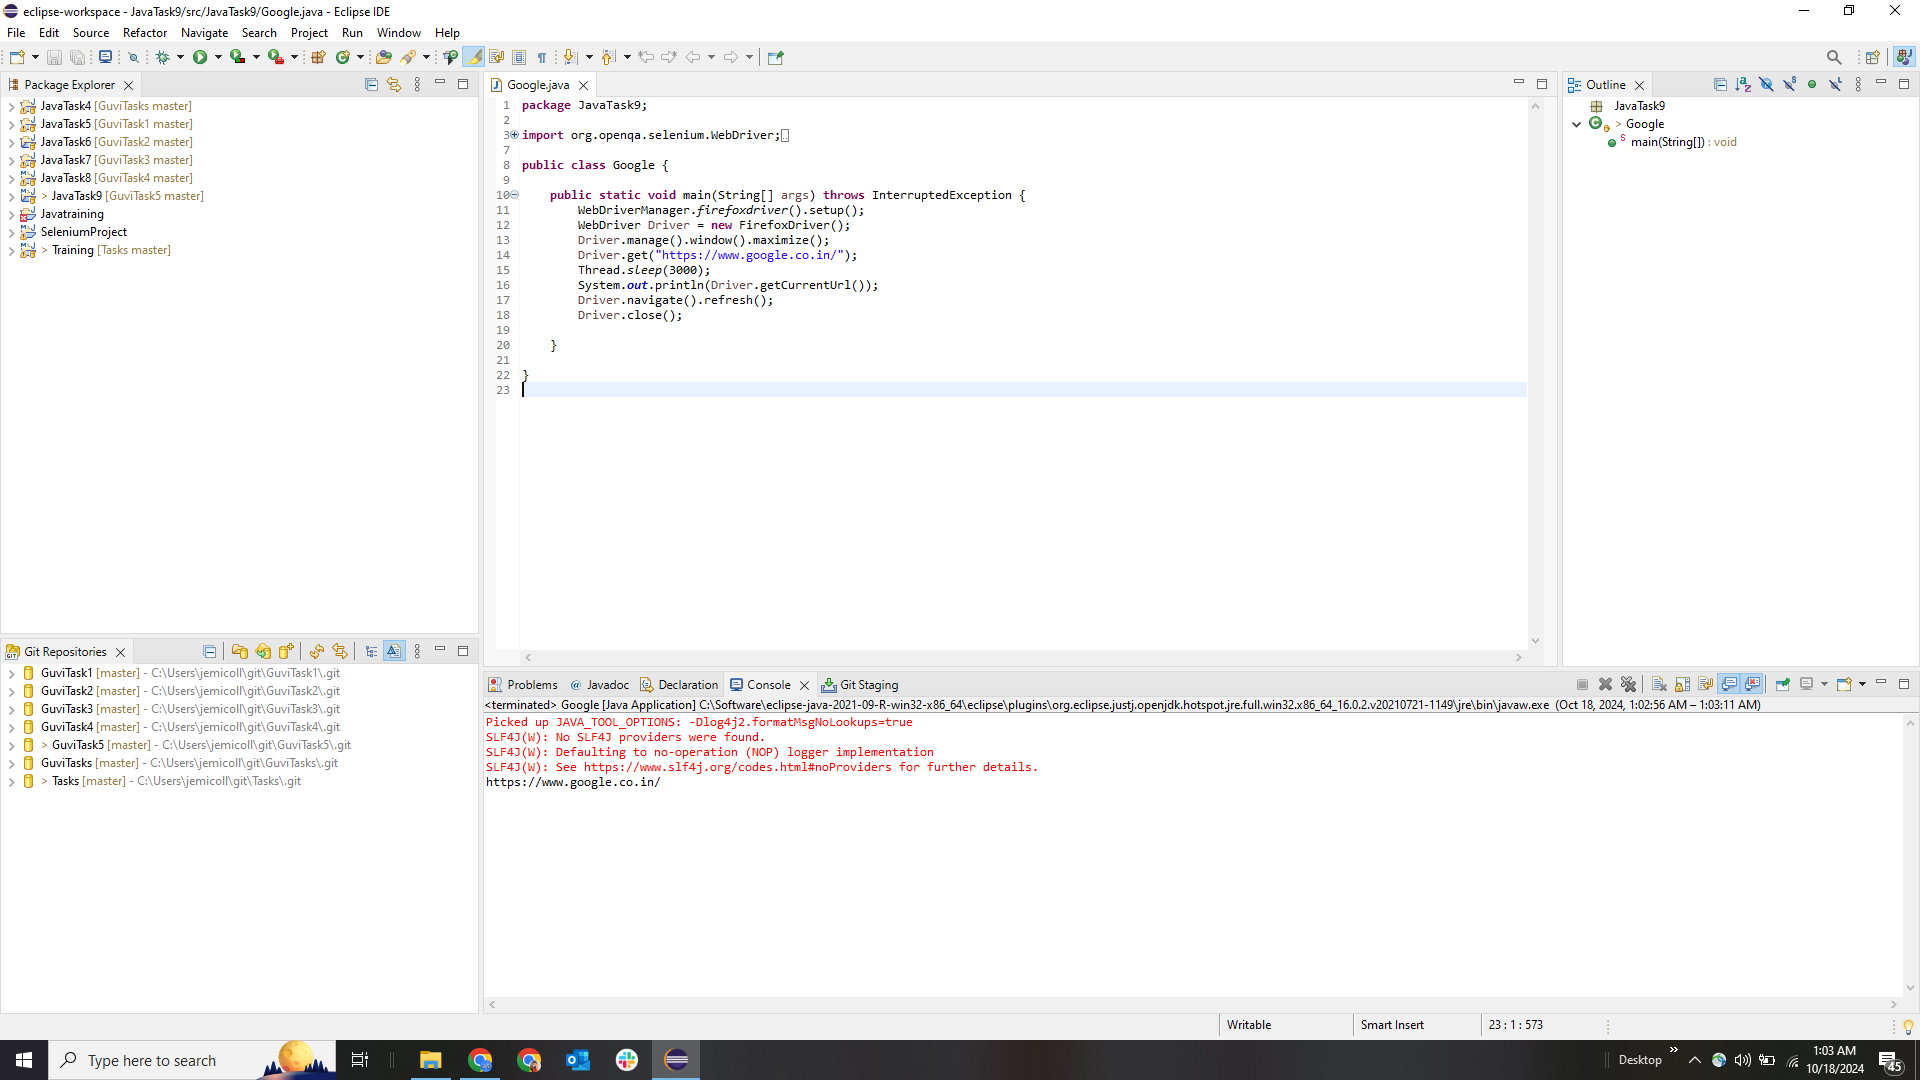 eclipse-workspace - JavaTask9/src/JavaTask9/Google.java - Eclipse IDE
File Edit Source Refactor Navigate Search Project Run Window Help
Package Explorer
JavaTask4 [GuviTasks master]
JavaTask5 [GuviTask1 master]
JavaTask6 [GuviTask2 master]
JavaTask7 [GuviTask3 master]
JavaTask8 [GuviTask4 master]
> JavaTask9 [GuviTask5 master]
Javatraining
SeleniumProject
> Training [Tasks master]
Git Repositories
GuviTask1 [master] - C:\Users\jemicoll\git\GuviTask1\.git
GuviTask2 [master] - C:\Users\jemicoll\git\GuviTask2\.git
GuviTask3 [master] - C:\Users\jemicoll\git\GuviTask3\.git
GuviTask4 [master] - C:\Users\jemicoll\git\GuviTask4\.git
> GuviTask5 [master] - C:\Users\jemicoll\git\GuviTask5\.git
GuviTasks [master] - C:\Users\jemicoll\git\GuviTasks\.git
> Tasks [master] - C:\Users\jemicoll\git\Tasks\.git
Google.java
1 package JavaTask9;
2
3 import org.openqa.selenium.WebDriver;
7
8 public class Google {
9
10     public static void main(String[] args) throws InterruptedException {
11         WebDriverManager.firefoxdriver().setup();
12         WebDriver Driver = new FirefoxDriver();
13         Driver.manage().window().maximize();
14         Driver.get("https://www.google.co.in/");
15         Thread.sleep(3000);
16         System.out.println(Driver.getCurrentUrl());
17         Driver.navigate().refresh();
18         Driver.close();
19
20     }
21
22 }
23
Outline
JavaTask9
> Google
main(String[]) : void
Problems @ Javadoc Declaration Console Git Staging
<terminated> Google [Java Application] C:\Software\eclipse-java-2021-09-R-win32-x86_64\eclipse\plugins\org.eclipse.justj.openjdk.hotspot.jre.full.win32.x86_64_16.0.2.v20210721-1149\jre\bin\javaw.exe (Oct 18, 2024, 1:02:56 AM – 1:03:11 AM)
Picked up JAVA_TOOL_OPTIONS: -Dlog4j2.formatMsgNoLookups=true
SLF4J(W): No SLF4J providers were found.
SLF4J(W): Defaulting to no-operation (NOP) logger implementation
SLF4J(W): See https://www.slf4j.org/codes.html#noProviders for further details.
https://www.google.co.in/
Writable Smart Insert 23 : 1 : 573
Type here to search
Desktop
1:03 AM
10/18/2024
45